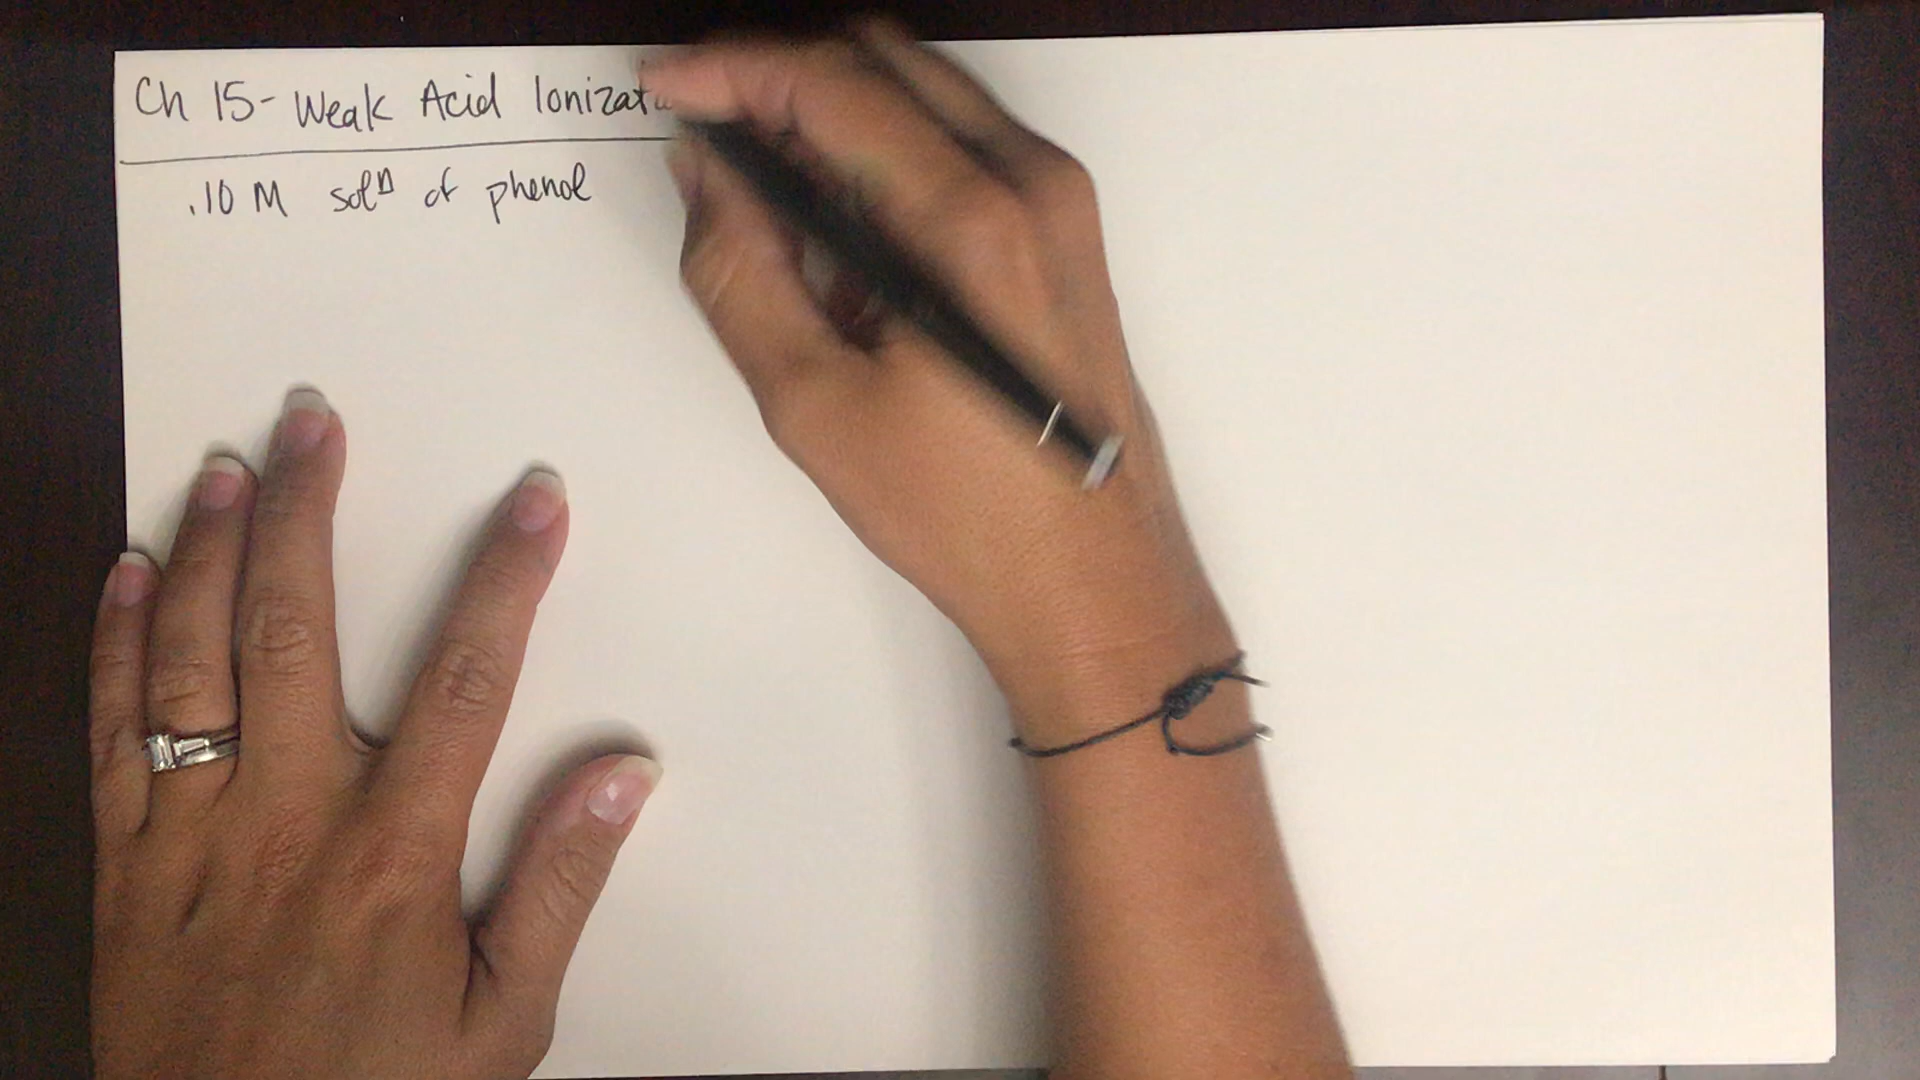 Ch 15- Weak Acid Ionizat
.10 M solⁿ of phenol